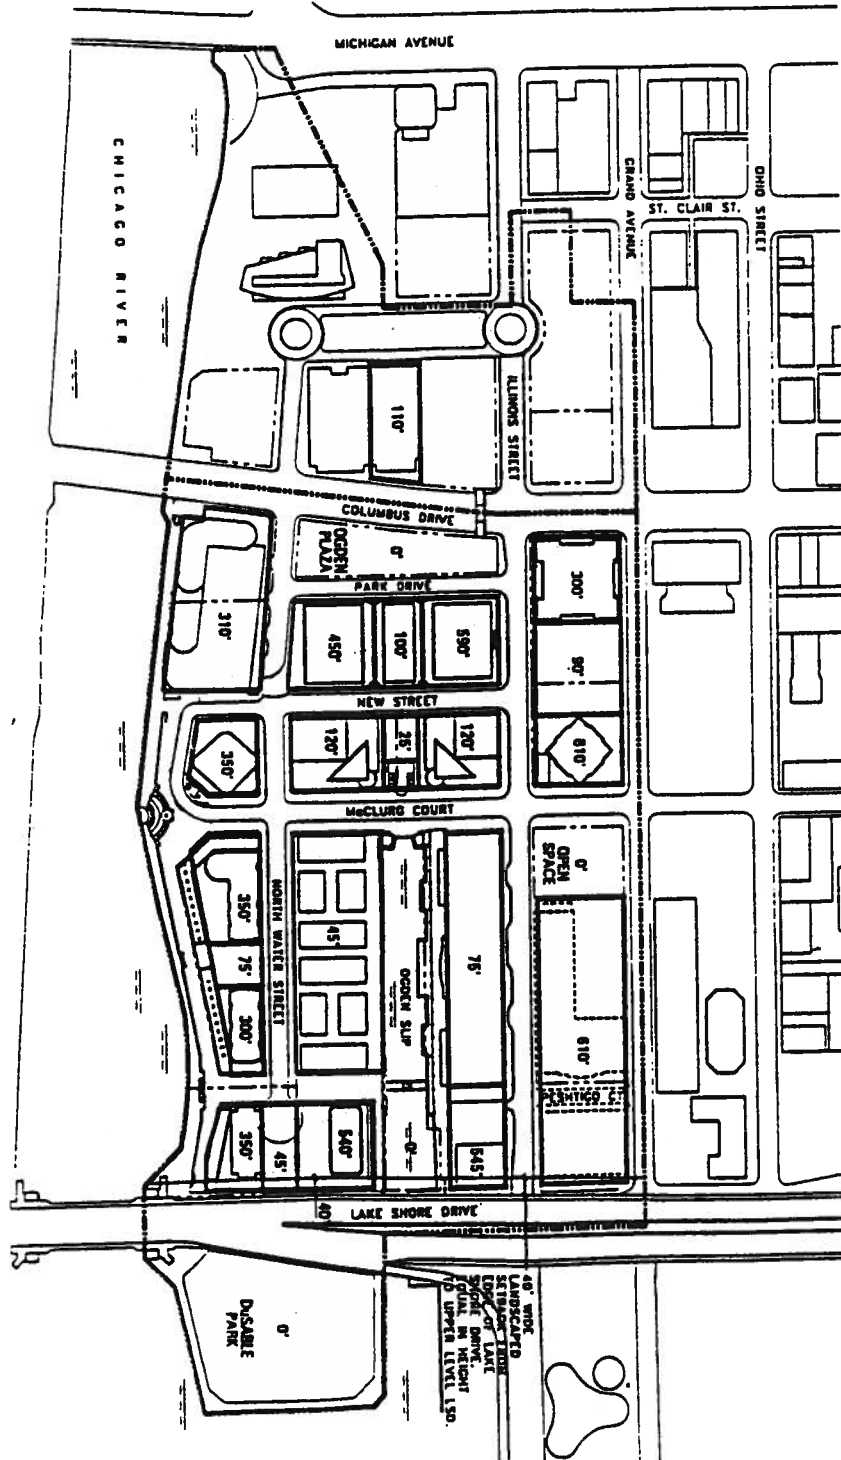 MICHIGAN AVENUE
CHICAGO RIVER
GRAND AVENUE
OHIO STREET
ST. CLAIR ST.
ILLINOIS STREET
110'
COLUMBUS DRIVE
OGDEN
PLAZA
0'
PARK DRIVE
310'
450'
100'
590'
300'
90'
NEW STREET
350'
120'
25'
120'
810'
McCLURG COURT
OPEN
SPACE
0'
350'
75'
300'
NORTH WATER STREET
45'
OGDEN SLIP
75'
610'
PESHTIGO CT.
350'
45'
540'
0'
545'
40'
LAKE SHORE DRIVE
40' WIDE
LANDSCAPED
SETBACK FROM
EDGE OF LAKE
SHORE DRIVE.
EQUAL IN HEIGHT
TO UPPER LEVEL LSD.
DuSABLE
PARK
0'